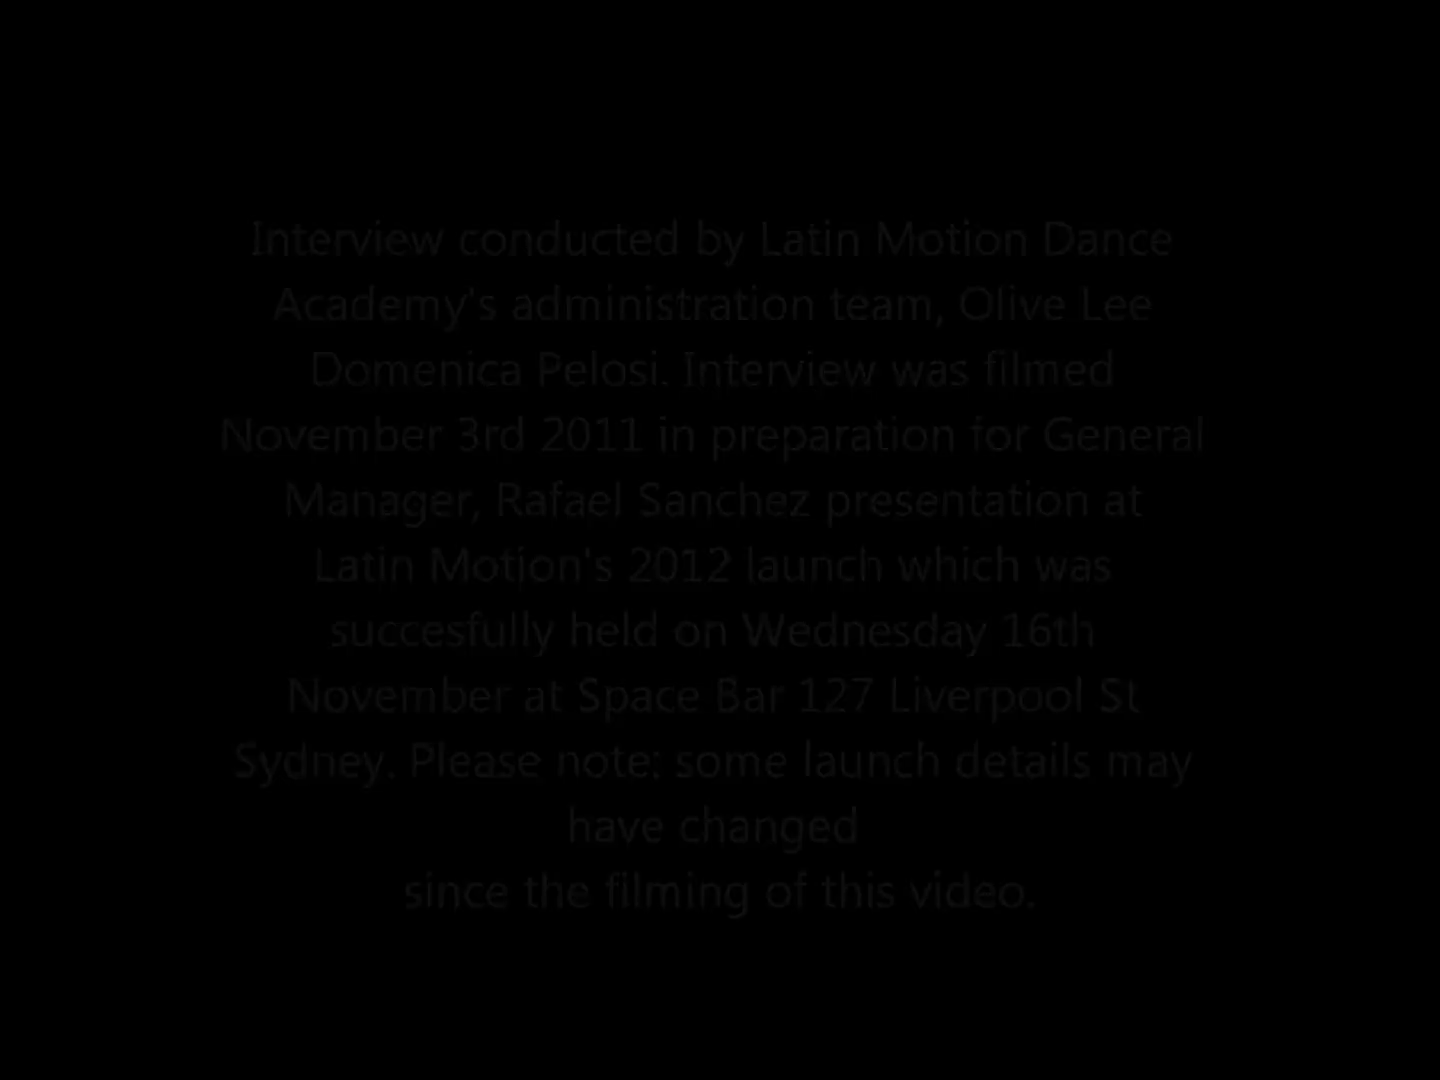 Interview conducted by Latin Motion Dance
Academy's administration team, Olive Lee
Domenica Pelosi. Interview was filmed
November 3rd 2011 in preparation for General
Manager, Rafael Sanchez presentation at
Latin Motion's 2012 launch which was
succesfully held on Wednesday 16th
November at Space Bar 127 Liverpool St
Sydney. Please note: some launch details may
have changed
since the filming of this video.